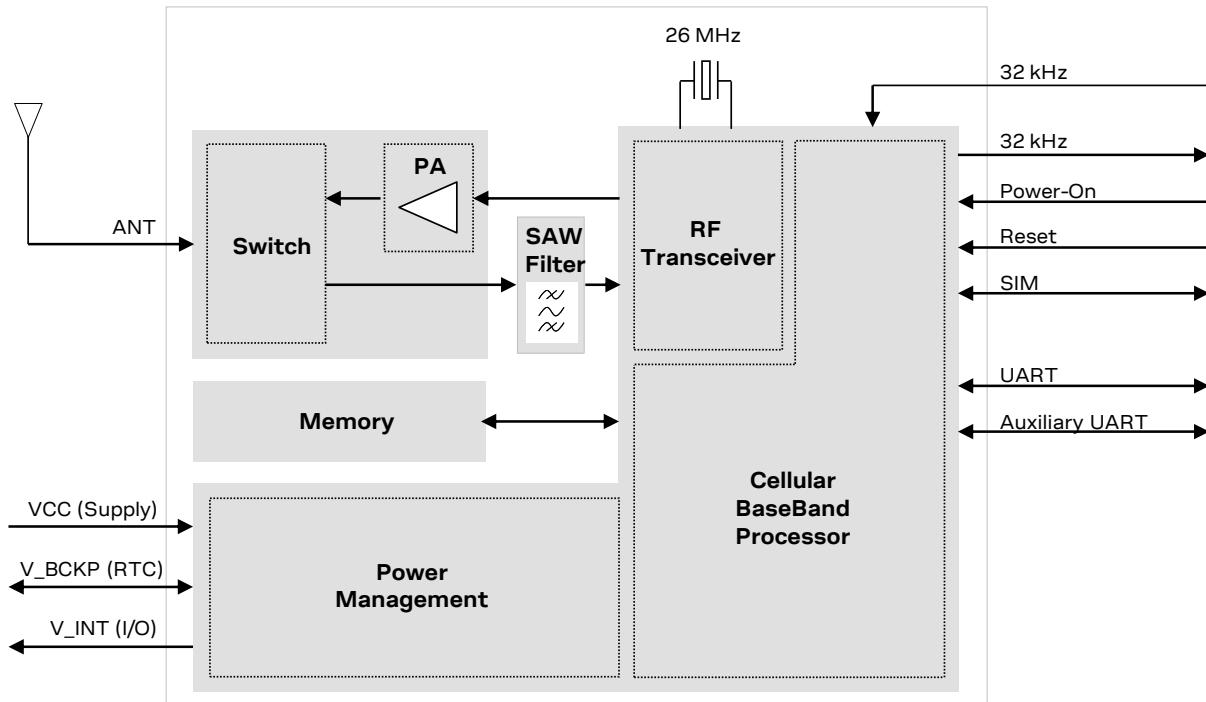 26 MHz
32 kHz
32 kHz
PA
Power-On
ANT
Switch
SAW
Filter
RF
Transceiver
Reset
SIM
UART
Memory
Auxiliary UART
Cellular
BaseBand
Processor
VCC (Supply)
V_BCKP (RTC)
Power
Management
V_INT (I/O)